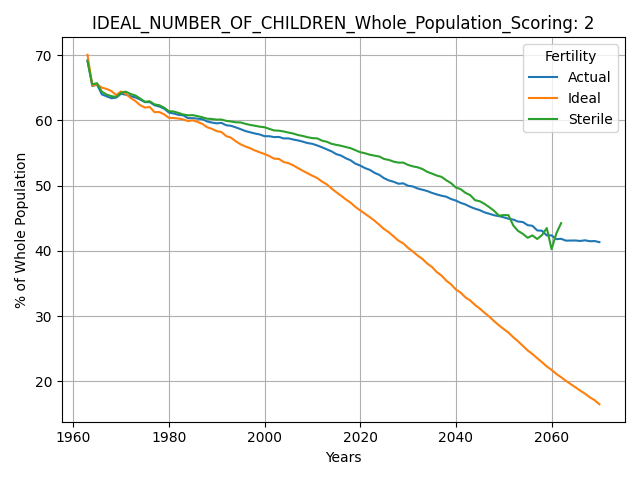 IDEAL_NUMBER_OF_CHILDREN_Whole_Population_Scoring: 2
Fertility
Actual
Ideal
Sterile
% of Whole Population
70
60
50
40
30
20
1960 1980 2000 2020 2040 2060
Years